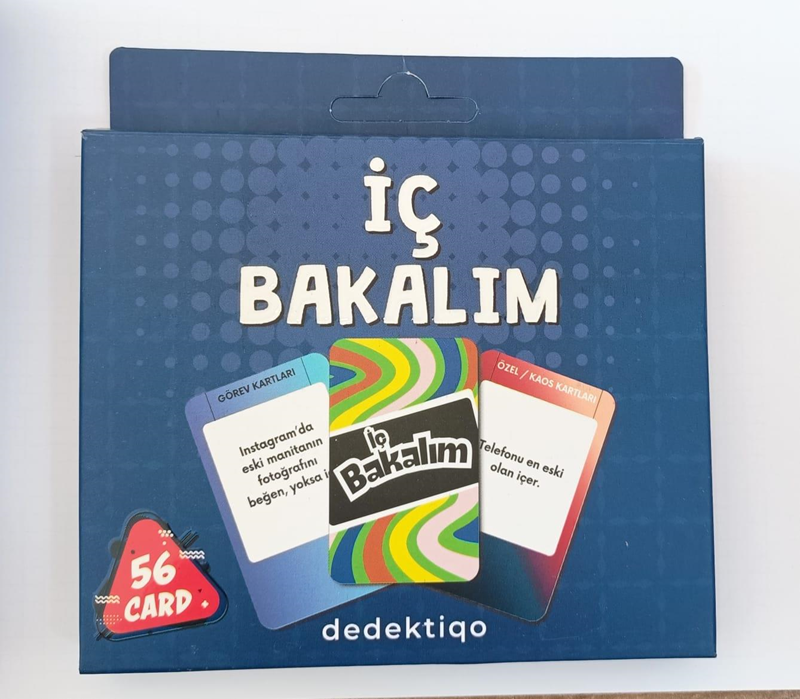 İÇ
BAKALIM
GÖREV KARTLARI
Instagram'da
eski manitanın
fotoğrafını
beğen, yoksa
İç
Bakalım
ÖZEL / KAOS KARTLARI
Telefonu en eski
olan içer.
56
CARD
dedektiqo